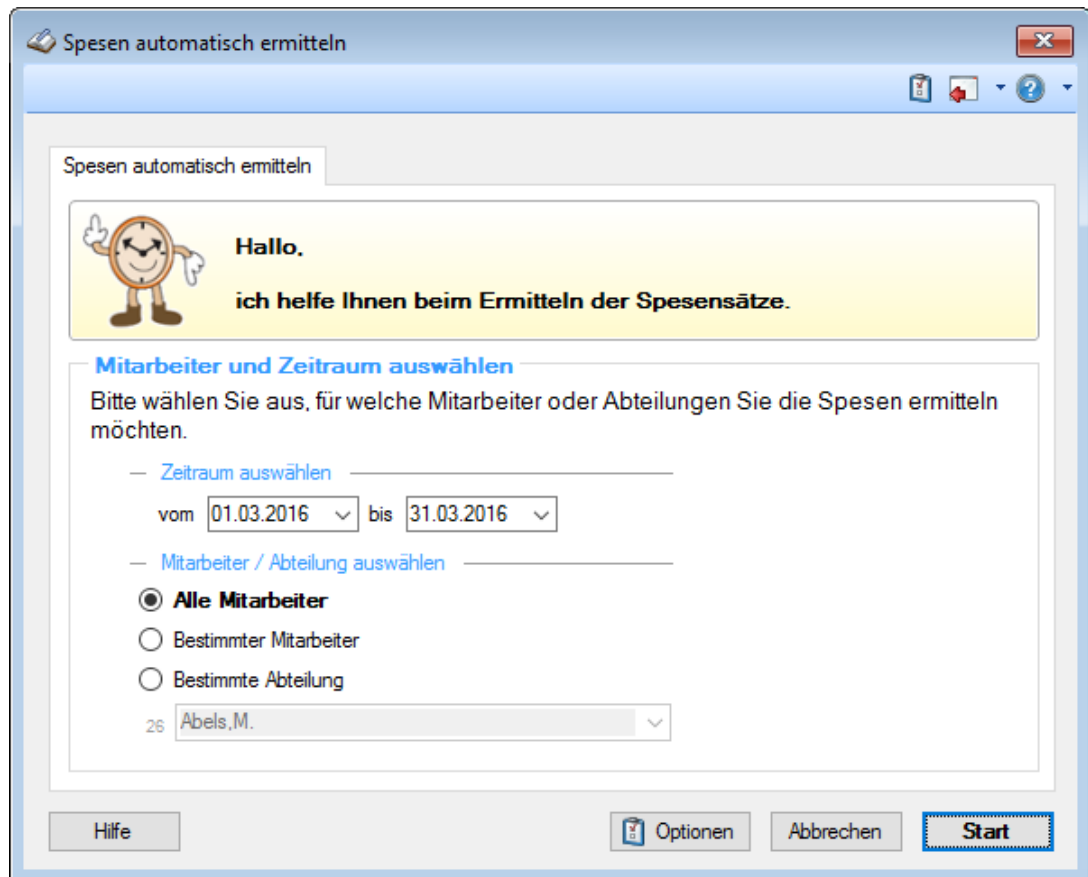 Spesen automatisch ermitteln
Spesen automatisch ermitteln
Hallo,
ich helfe Ihnen beim Ermitteln der Spesensätze.
Mitarbeiter und Zeitraum auswählen
Bitte wählen Sie aus, für welche Mitarbeiter oder Abteilungen Sie die Spesen ermitteln
möchten.
Zeitraum auswählen
vom 01.03.2016 bis 31.03.2016
Mitarbeiter / Abteilung auswählen
Alle Mitarbeiter
Bestimmter Mitarbeiter
Bestimmte Abteilung
26 Abels,M.
Hilfe Optionen Abbrechen Start